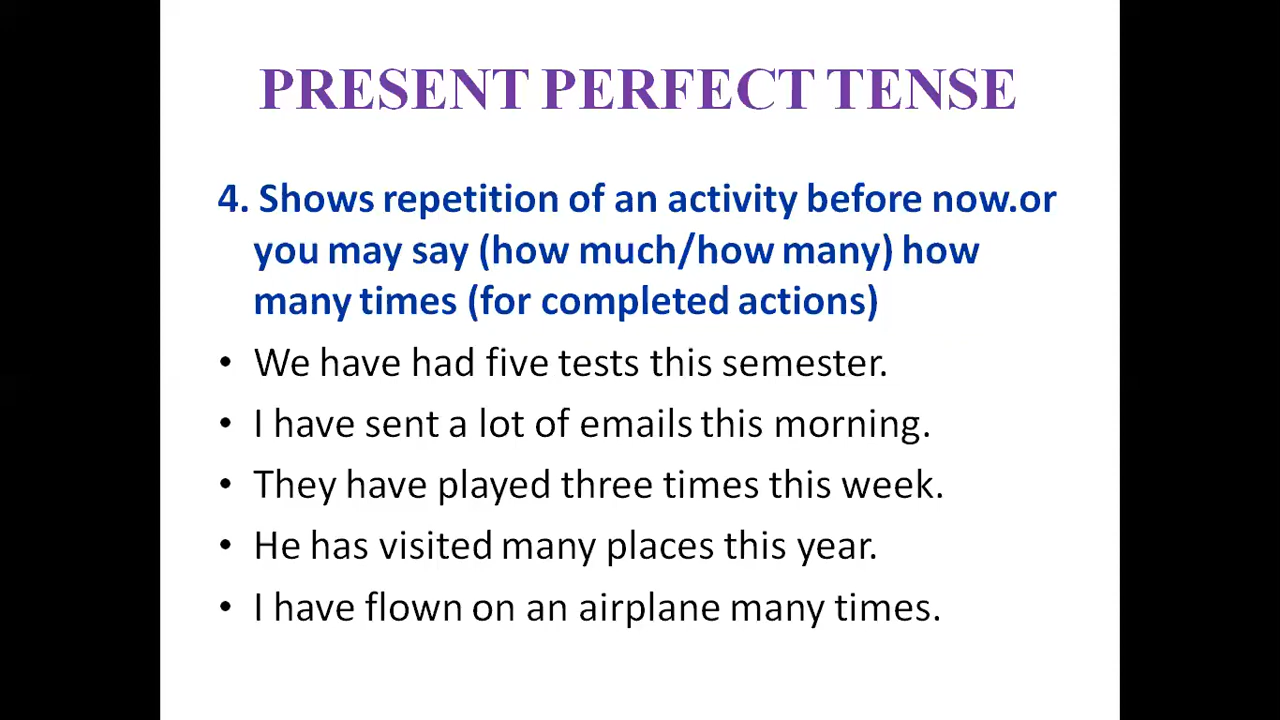 PRESENT PERFECT TENSE
4. Shows repetition of an activity before now.or
you may say (how much/how many) how
many times (for completed actions)
• We have had five tests this semester.
• I have sent a lot of emails this morning.
• They have played three times this week.
• He has visited many places this year.
• I have flown on an airplane many times.